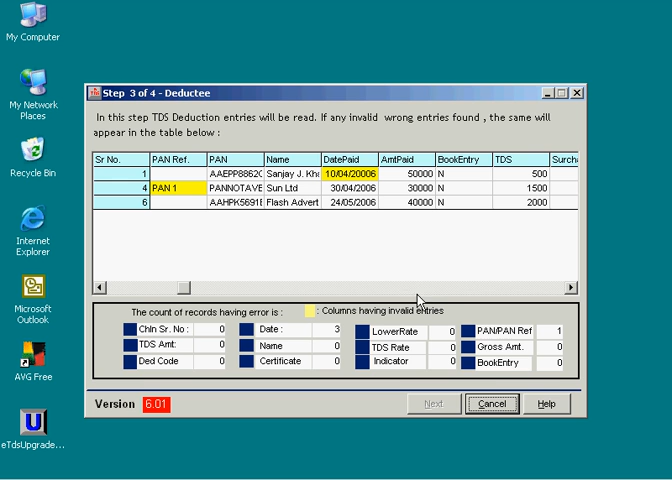 My Computer
My Network
Places
Recycle Bin
Internet
Explorer
Microsoft
Outlook
AVG Free
eTdsUpgrade...
Step 3 of 4 - Deductee
In this step TDS Deduction entries will be read. If any invalid wrong entries found , the same will
appear in the table below :
Sr No. PAN Ref. PAN Name DatePaid AmtPaid BookEntry TDS Surcha
1 AAEPP8862C Sanjay J. Kha 10/04/20006 50000 N 500
4 PAN 1 PANNOTAVE Sun Ltd 30/04/2006 30000 N 1500
6 AAHPK5691E Flash Advert 24/05/2006 40000 N 2000
The count of records having error is : : Columns having invalid entries
Chln Sr. No : 0 Date : 3 LowerRate 0 PAN/PAN Ref 1
TDS Amt: 0 Name 0 TDS Rate 0 Gross Amt. 0
Ded Code 0 Certificate 0 Indicator 0 BookEntry 0
Version 6.01 Next Cancel Help